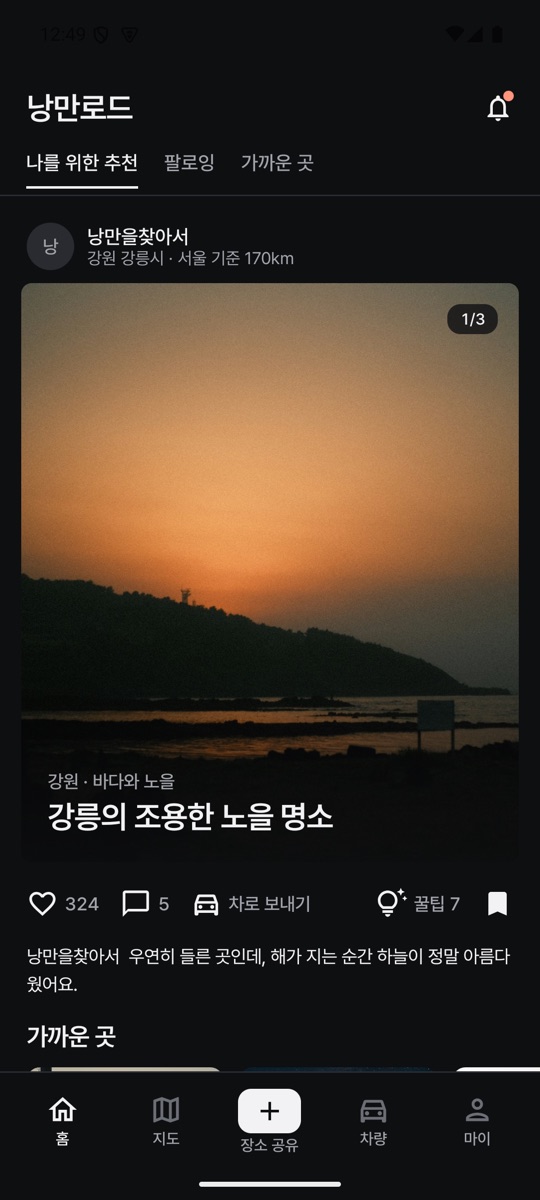 12:49
낭만로드
나를 위한 추천
팔로잉
가까운 곳
낭
낭만을찾아서
강원 강릉시 · 서울 기준 170km
1/3
강원 · 바다와 노을
강릉의 조용한 노을 명소
324
5
차로 보내기
꿀팁 7
낭만을찾아서 우연히 들른 곳인데, 해가 지는 순간 하늘이 정말 아름다
웠어요.
가까운 곳
홈
지도
장소 공유
차량
마이